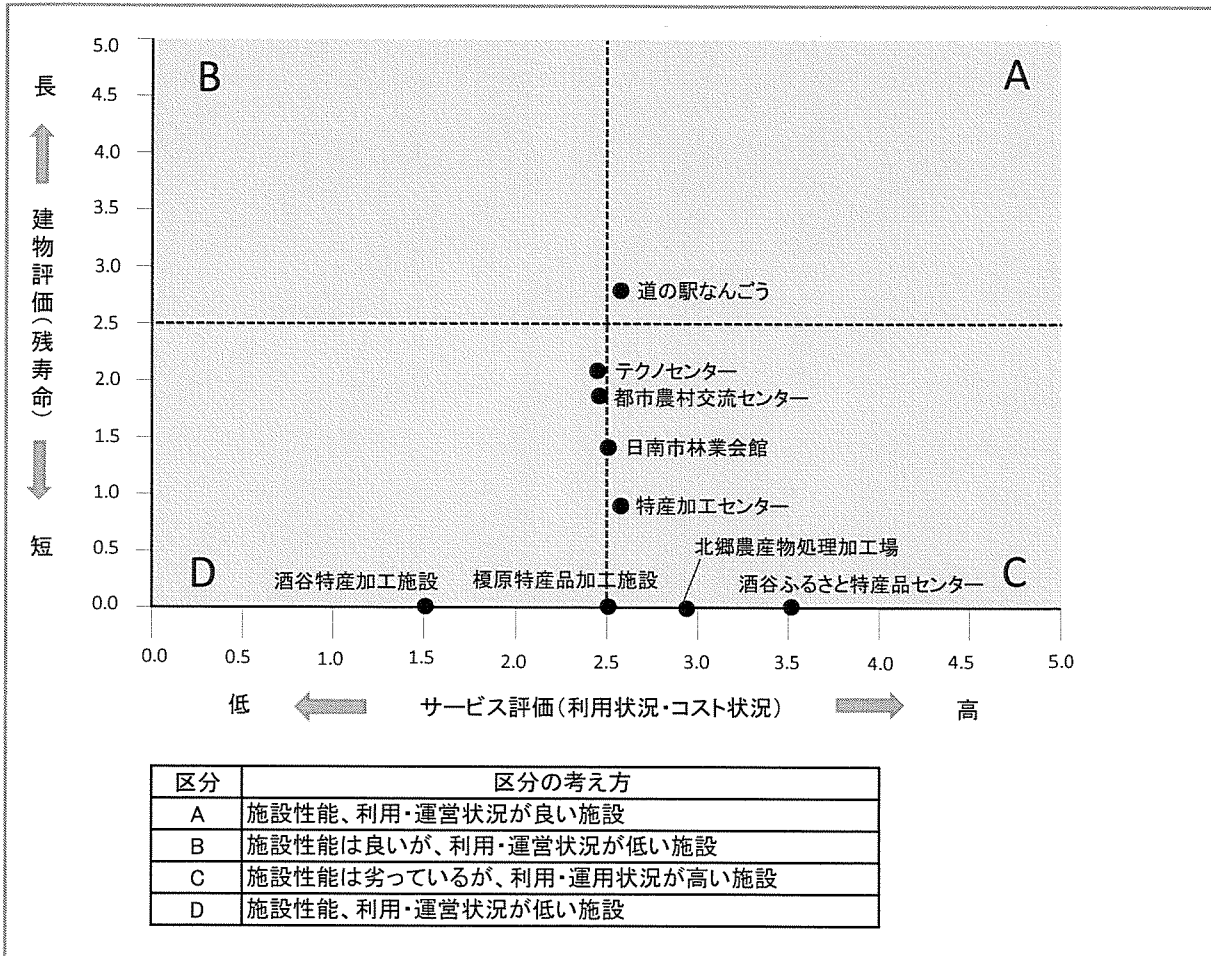 5.0
B
A
長
4.5
4.0
3.5
建物評価(残寿命)
3.0
道の駅なんごう
2.5
2.0
テクノセンター
都市農村交流センター
1.5
日南市林業会館
1.0
特産加工センター
短
0.5
北郷農産物処理加工場
D
酒谷特産加工施設
榎原特産品加工施設
酒谷ふるさと特産品センター
C
0.0
0.0 0.5 1.0 1.5 2.0 2.5 3.0 3.5 4.0 4.5 5.0
低 サービス評価(利用状況・コスト状況) 高
区分 区分の考え方
A 施設性能、利用・運営状況が良い施設
B 施設性能は良いが、利用・運営状況が低い施設
C 施設性能は劣っているが、利用・運用状況が高い施設
D 施設性能、利用・運営状況が低い施設